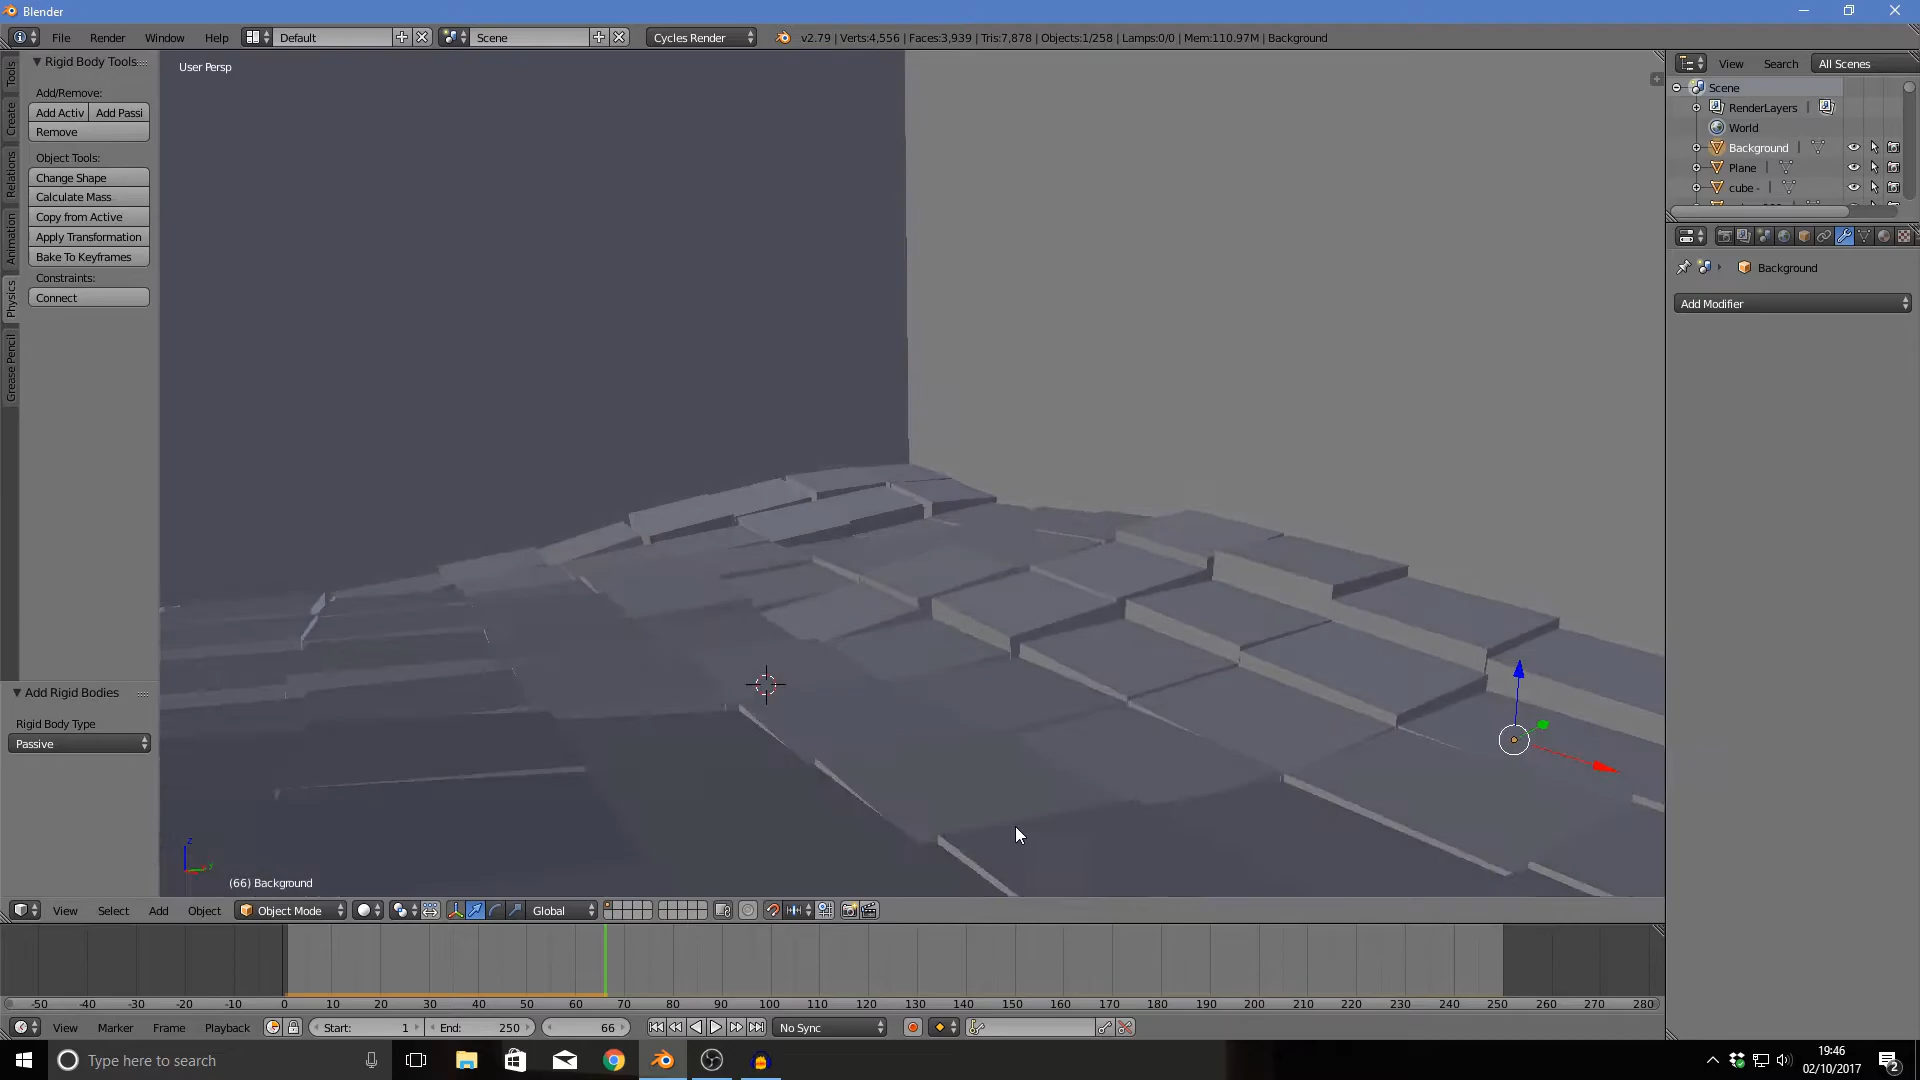 Blender
File Render Window Help Default Scene Cycles Render v2.79 | Verts:4,556 | Faces:3,939 | Tris:7,878 | Objects:1/258 | Lamps:0/0 | Mem:110.97M | Background
Rigid Body Tools
User Persp
View Search All Scenes
Add/Remove:
Add Activ Add Passi
Remove
Object Tools:
Change Shape
Calculate Mass
Copy from Active
Apply Transformation
Bake To Keyframes
Constraints:
Connect
Tools
Create
Relations
Animation
Physics
Grease Pencil
Scene
RenderLayers
World
Background
Plane
cube
Background
Add Modifier
Add Rigid Bodies
Rigid Body Type
Passive
z
y
(66) Background
View Select Add Object Object Mode Global
-50 -40 -30 -20 -10 0 10 20 30 40 50 60 70 80 90 100 110 120 130 140 150 160 170 180 190 200 210 220 230 240 250 260 270 280
View Marker Frame Playback Start: 1 End: 250 66 No Sync
Type here to search
19:46
02/10/2017
2